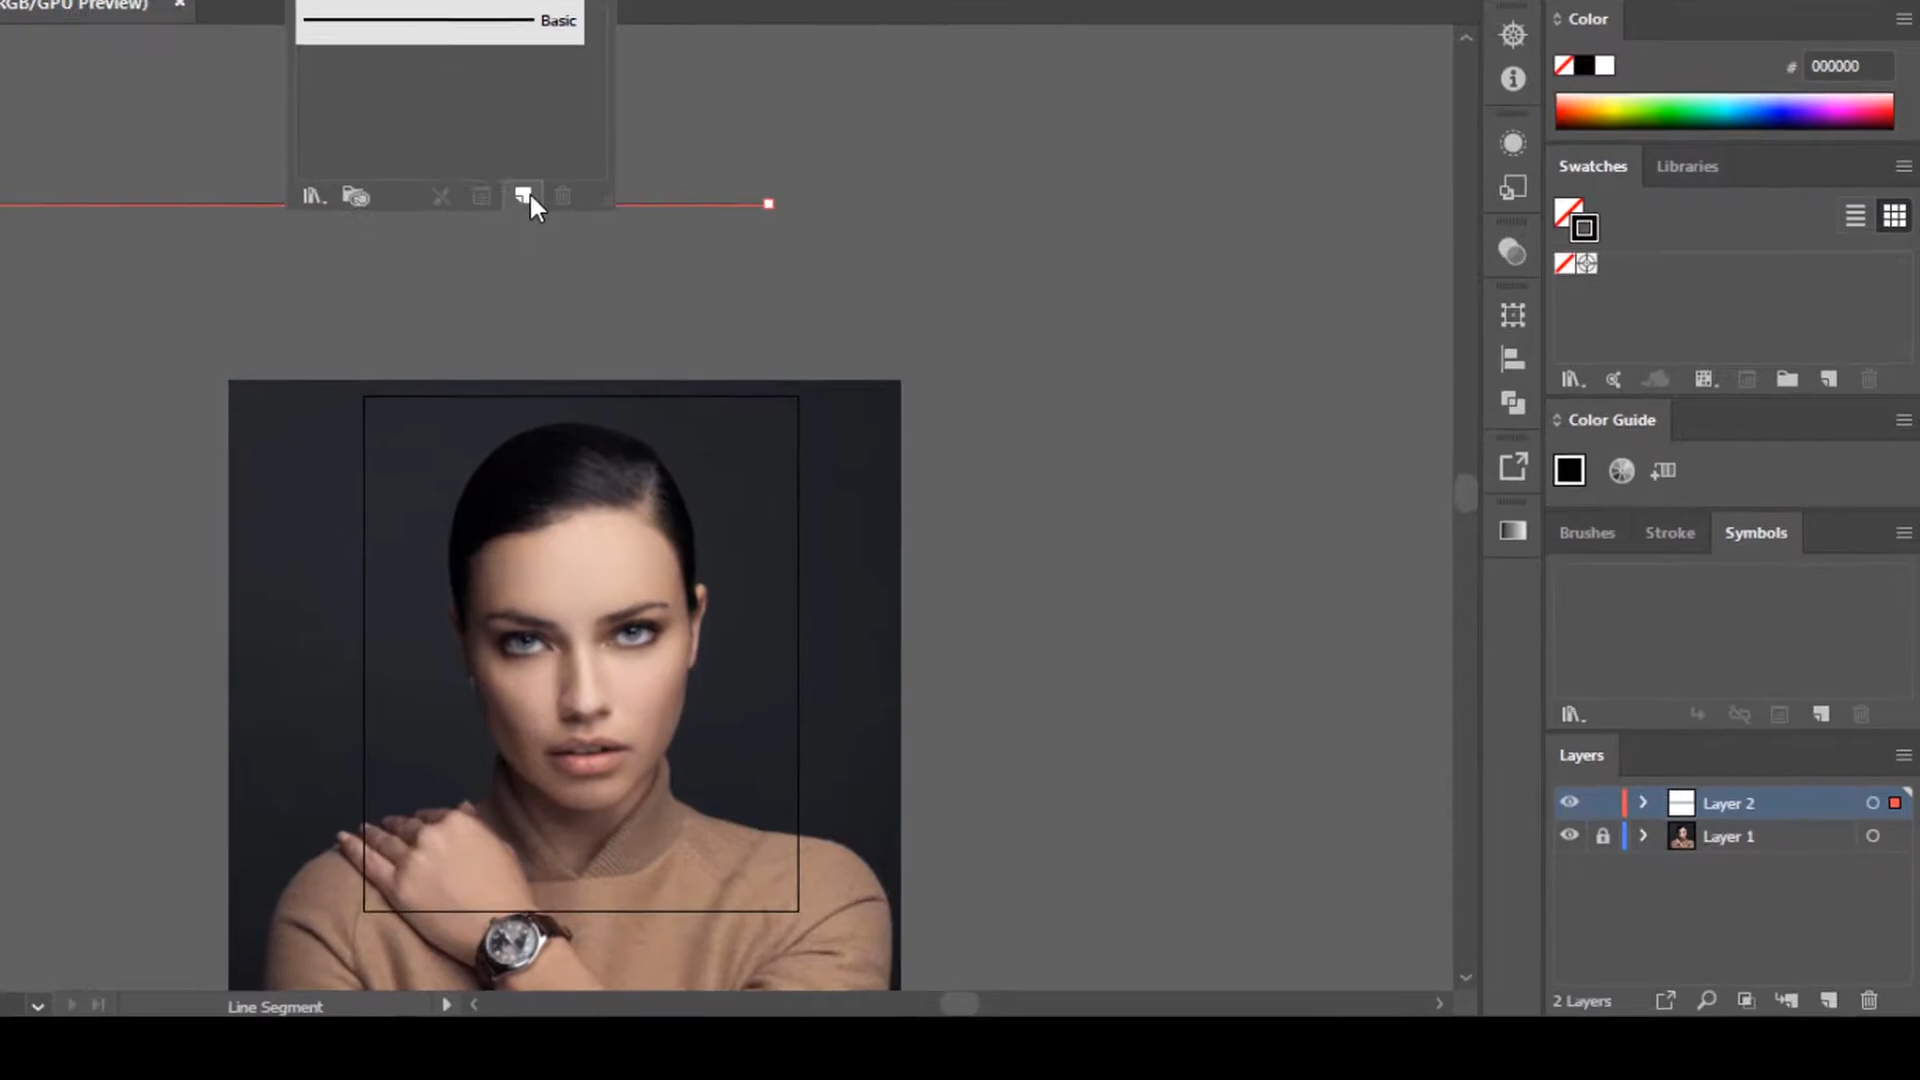 RGB/GPU Preview) ×
Basic
Color
# 000000
Swatches Libraries
Color Guide
Brushes Stroke Symbols
Layers
Layer 2
Layer 1
2 Layers
Line Segment